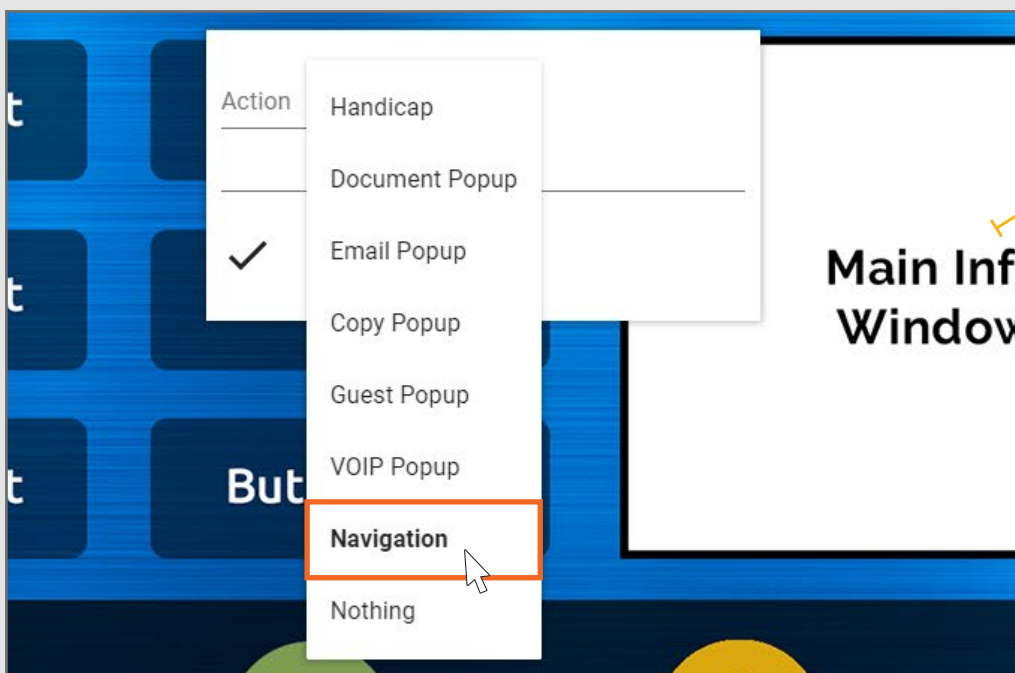 Action
Handicap
Document Popup
Email Popup
Copy Popup
Guest Popup
VOIP Popup
Navigation
Nothing
t
t
t
But
Main Inf
Window